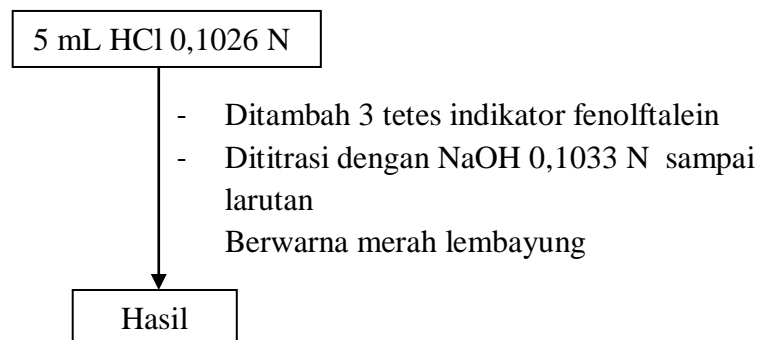 5 mL HCl 0,1026 N
- Ditambah 3 tetes indikator fenolftalein
- Dititrasi dengan NaOH 0,1033 N sampai
larutan
Berwarna merah lembayung
Hasil